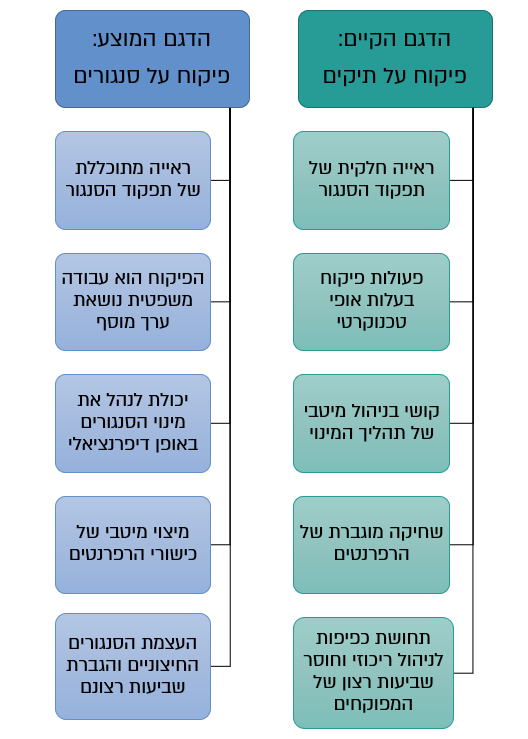 הדגם הקיים:
פיקוח על תיקים
ראייה חלקית של
תפקוד הסנגור
פעולות פיקוח
בעלות אופי
טכנוקרטי
קושי בניהול מיטבי
של תהליך המינוי
שחיקה מוגברת של
הרפרנטים
תחושת כפיפות
לניהול ריכוזי וחוסר
שביעות רצון של
המפוקחים
הדגם המוצע:
פיקוח על סנגורים
ראייה מתוכללת
של תפקוד הסנגור
הפיקוח הוא עבודה
משפטית נושאת
ערך מוסף
יכולת לנהל את
מינוי הסנגורים
באופן דיפרנציאלי
מיצוי מיטבי של
כישורי הרפרנטים
העצמת הסנגורים
החיצוניים והגברת
שביעות רצונם